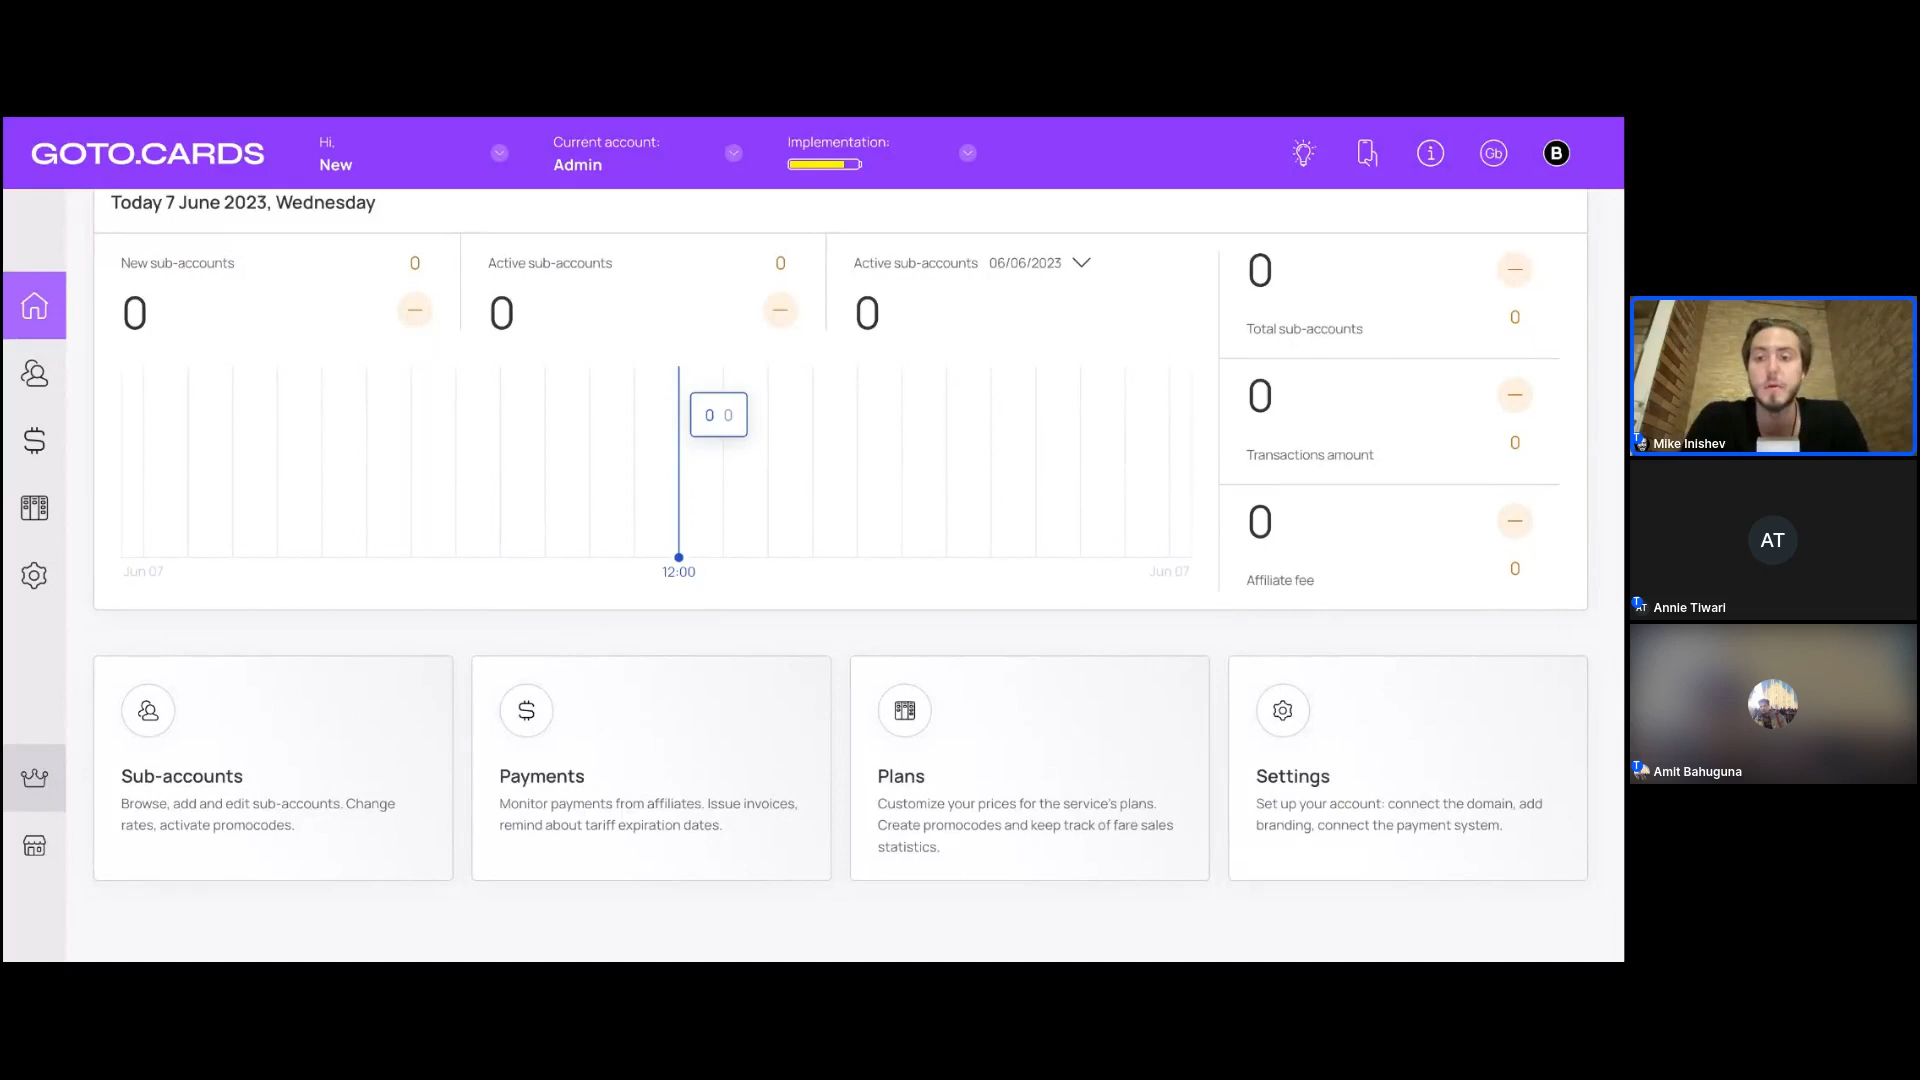 GOTO.CARDS
Hi,
New
Current account:
Admin
Implementation:
Gb
B
Today 7 June 2023, Wednesday
New sub-accounts 0
0
Active sub-accounts 0
0
Active sub-accounts 06/06/2023
0
0 0
Jun 07
12:00
Jun 07
0
Total sub-accounts
0
0
Transactions amount
0
0
Affiliate fee
0
Sub-accounts
Browse, add and edit sub-accounts. Change
rates, activate promocodes.
Payments
Monitor payments from affiliates. Issue invoices,
remind about tariff expiration dates.
Plans
Customize your prices for the service's plans.
Create promocodes and keep track of fare sales
statistics.
Settings
Set up your account: connect the domain, add
branding, connect the payment system.
T
Mike Inishev
AT
T
AT
Annie Tiwari
T
Amit Bahuguna